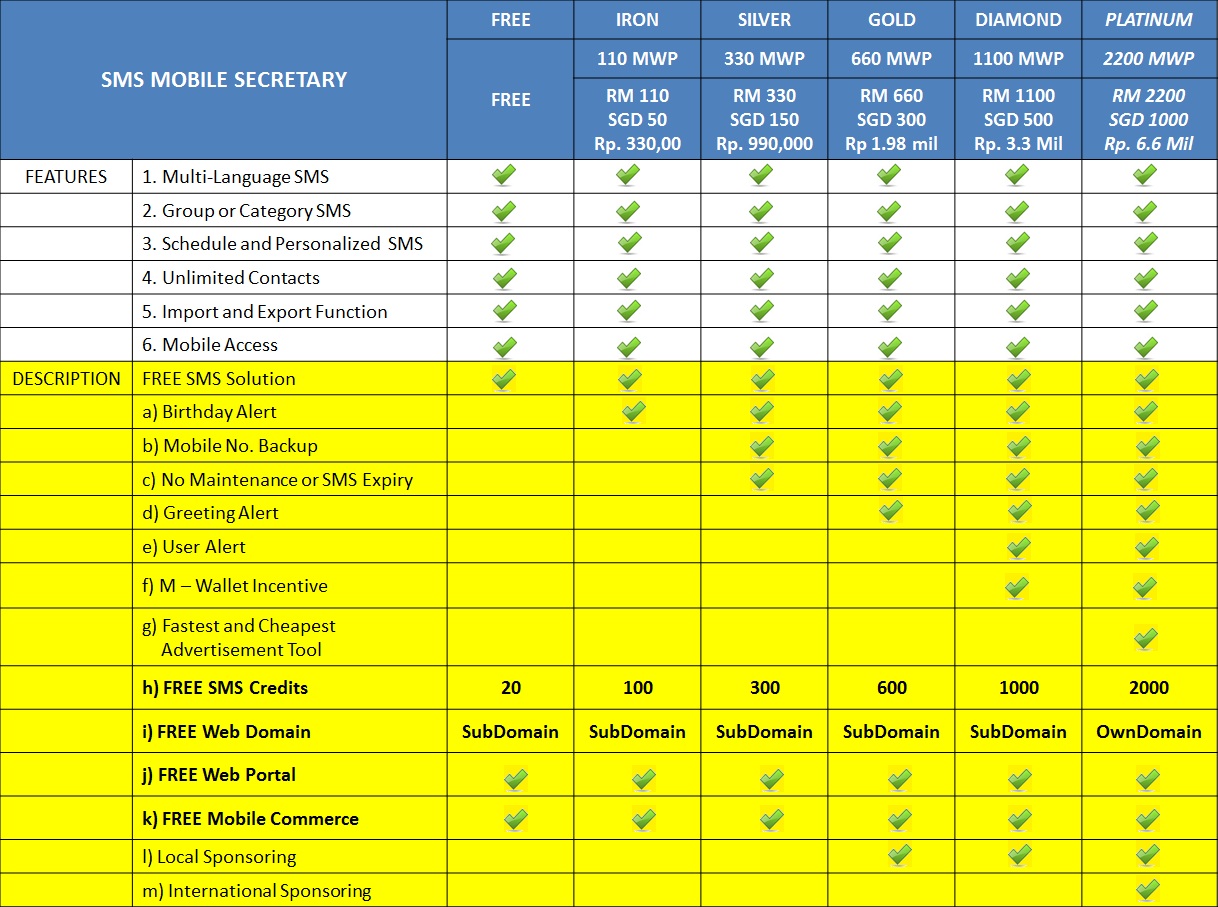 SMS MOBILE SECRETARY
FREE IRON SILVER GOLD DIAMOND PLATINUM
FREE 110 MWP 330 MWP 660 MWP 1100 MWP 2200 MWP
RM 110 RM 330 RM 660 RM 1100 RM 2200
SGD 50 SGD 150 SGD 300 SGD 500 SGD 1000
Rp. 330,00 Rp. 990,000 Rp 1.98 mil Rp. 3.3 Mil Rp. 6.6 Mil
FEATURES 1. Multi-Language SMS
2. Group or Category SMS
3. Schedule and Personalized SMS
4. Unlimited Contacts
5. Import and Export Function
6. Mobile Access
DESCRIPTION FREE SMS Solution
a) Birthday Alert
b) Mobile No. Backup
c) No Maintenance or SMS Expiry
d) Greeting Alert
e) User Alert
f) M – Wallet Incentive
g) Fastest and Cheapest
Advertisement Tool
h) FREE SMS Credits 20 100 300 600 1000 2000
i) FREE Web Domain SubDomain SubDomain SubDomain SubDomain SubDomain OwnDomain
j) FREE Web Portal
k) FREE Mobile Commerce
l) Local Sponsoring
m) International Sponsoring